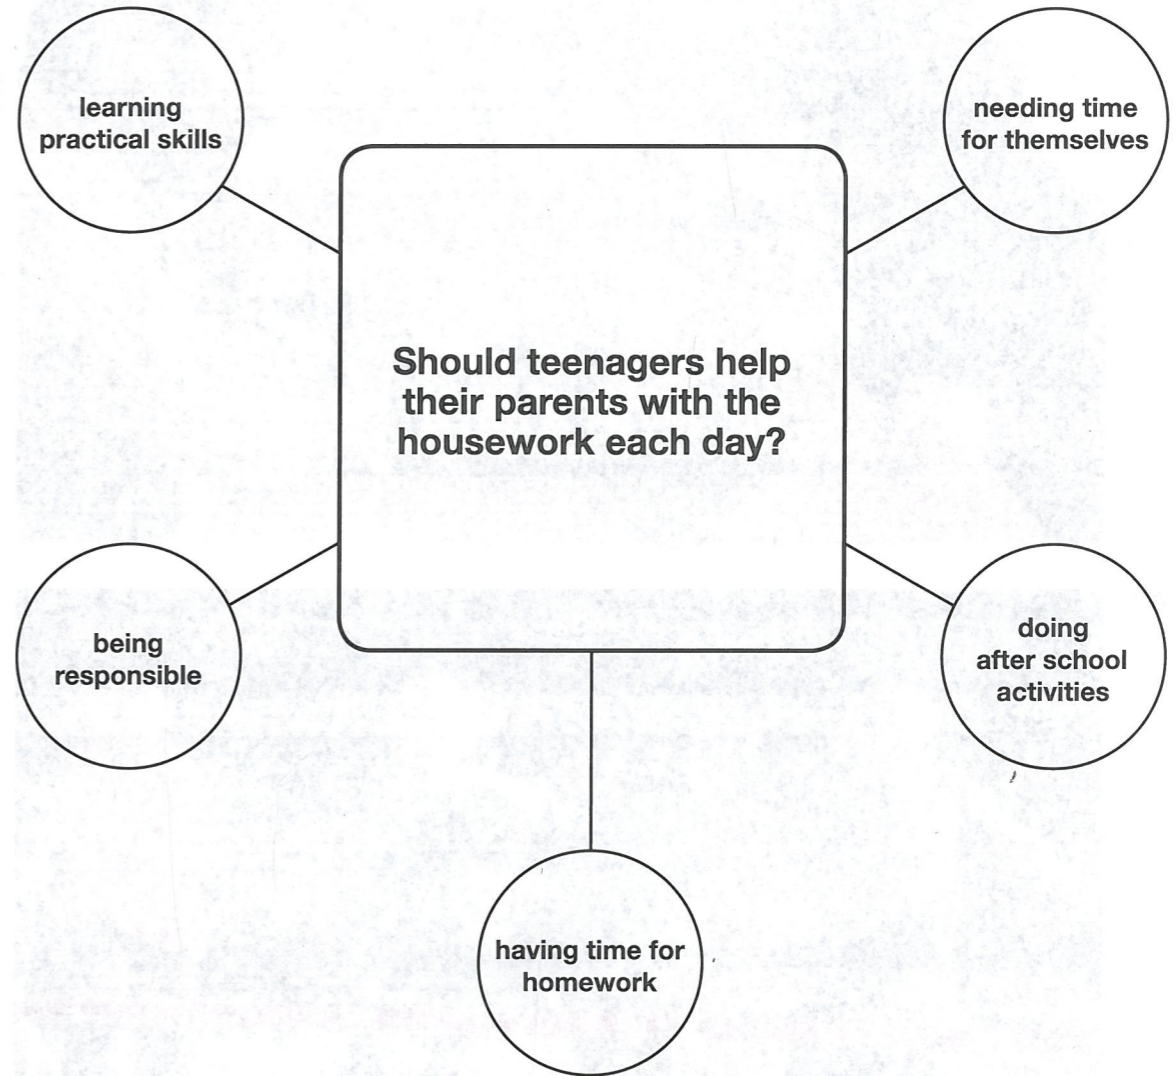 learning
practical skills
needing time
for themselves
Should teenagers help
their parents with the
housework each day?
being
responsible
doing
after school
activities
having time for
homework